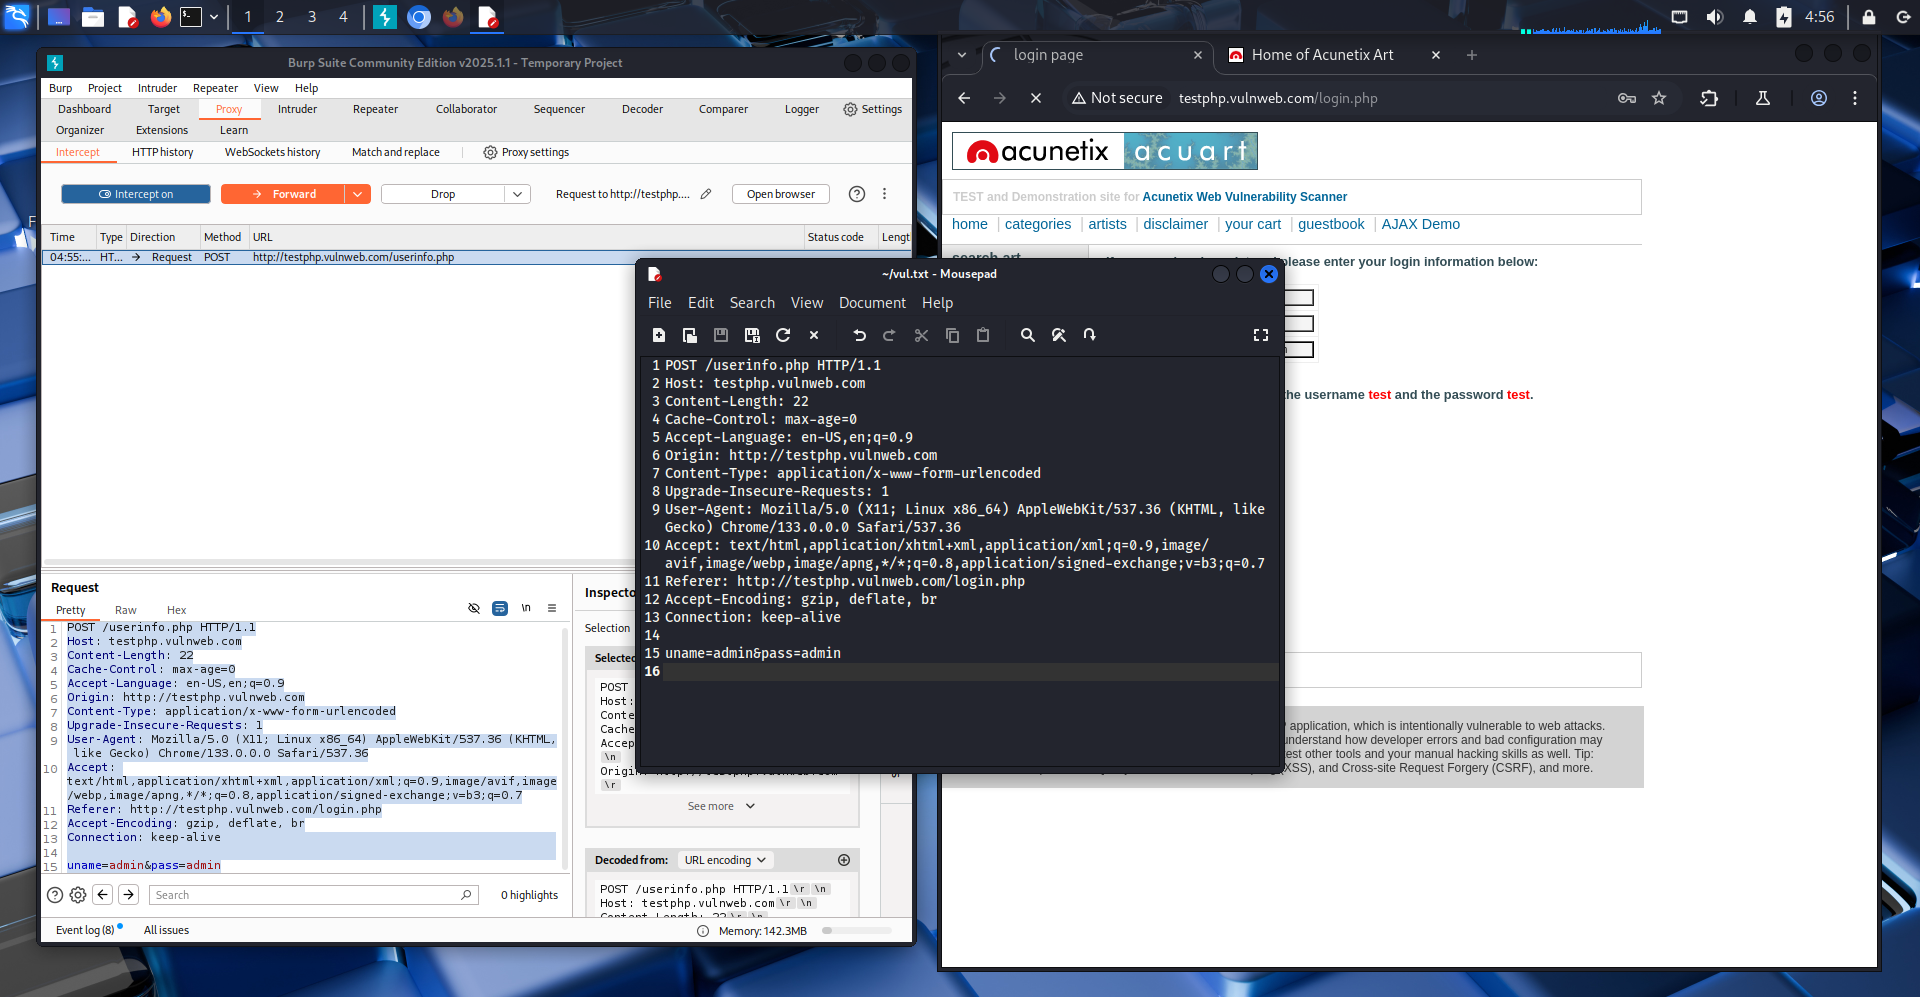 1 2 3 4
4:56
Burp Suite Community Edition v2025.1.1 - Temporary Project
Burp Project Intruder Repeater View Help
Dashboard Target Proxy Intruder Repeater Collaborator Sequencer Decoder Comparer Logger Settings
Organizer Extensions Learn
Intercept HTTP history WebSockets history Match and replace Proxy settings
Intercept on Forward Drop Request to http://testphp.... Open browser
Time Type Direction Method URL Status code Lengt
04:55:... HT... Request POST http://testphp.vulnweb.com/userinfo.php
Request
Pretty Raw Hex
\n
1 POST /userinfo.php HTTP/1.1
2 Host: testphp.vulnweb.com
3 Content-Length: 22
4 Cache-Control: max-age=0
5 Accept-Language: en-US,en;q=0.9
6 Origin: http://testphp.vulnweb.com
7 Content-Type: application/x-www-form-urlencoded
8 Upgrade-Insecure-Requests: 1
9 User-Agent: Mozilla/5.0 (X11; Linux x86_64) AppleWebKit/537.36 (KHTML,
like Gecko) Chrome/133.0.0.0 Safari/537.36
10 Accept:
text/html,application/xhtml+xml,application/xml;q=0.9,image/avif,image
/webp,image/apng,*/*;q=0.8,application/signed-exchange;v=b3;q=0.7
11 Referer: http://testphp.vulnweb.com/login.php
12 Accept-Encoding: gzip, deflate, br
13 Connection: keep-alive
14
15 uname=admin&pass=admin
Search
0 highlights
Event log (8) All issues
Memory: 142.3MB
Inspecto
Selection
Selected
POST
Host:
Conte
Cache
Accep
\n
Origin
\r
See more
Decoded from: URL encoding
POST /userinfo.php HTTP/1.1 \r \n
Host: testphp.vulnweb.com \r \n
Content-Length: 22 \r \n
~/vul.txt - Mousepad
File Edit Search View Document Help
1 POST /userinfo.php HTTP/1.1
2 Host: testphp.vulnweb.com
3 Content-Length: 22
4 Cache-Control: max-age=0
5 Accept-Language: en-US,en;q=0.9
6 Origin: http://testphp.vulnweb.com
7 Content-Type: application/x-www-form-urlencoded
8 Upgrade-Insecure-Requests: 1
9 User-Agent: Mozilla/5.0 (X11; Linux x86_64) AppleWebKit/537.36 (KHTML, like
Gecko) Chrome/133.0.0.0 Safari/537.36
10 Accept: text/html,application/xhtml+xml,application/xml;q=0.9,image/
avif,image/webp,image/apng,*/*;q=0.8,application/signed-exchange;v=b3;q=0.7
11 Referer: http://testphp.vulnweb.com/login.php
12 Accept-Encoding: gzip, deflate, br
13 Connection: keep-alive
14
15 uname=admin&pass=admin
16
login page Home of Acunetix Art
Not secure testphp.vulnweb.com/login.php
acunetix acuart
TEST and Demonstration site for Acunetix Web Vulnerability Scanner
home | categories | artists | disclaimer | your cart | guestbook | AJAX Demo
search art
please enter your login information below:
the username test and the password test.
application, which is intentionally vulnerable to web attacks.
understand how developer errors and bad configuration may
other tools and your manual hacking skills as well. Tip:
(XSS), and Cross-site Request Forgery (CSRF), and more.